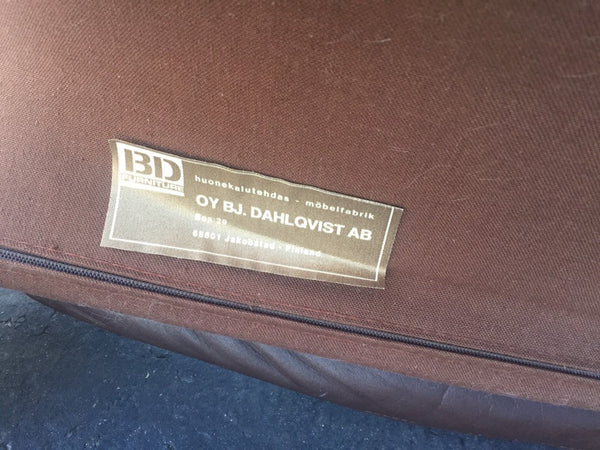 BD
FURNITURE
huonekalutehdas - möbelfabrik
OY BJ. DAHLQVIST AB
Box 29
68601 Jakobstad - Finland